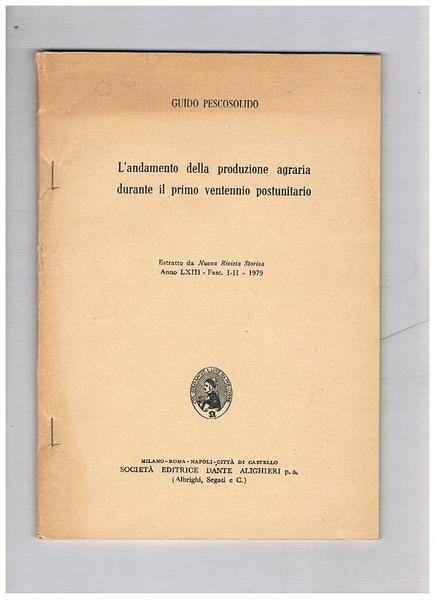 GUIDO PESCOSOLIDO
L'andamento della produzione agraria
durante il primo ventennio postunitario
Estratto da Nuova Rivista Storica
Anno LXIII - Fasc. I-II - 1979
MILANO-ROMA-NAPOLI-CITTÀ DI CASTELLO
SOCIETÀ EDITRICE DANTE ALIGHIERI p. a.
(Albrighi, Segati e C.)